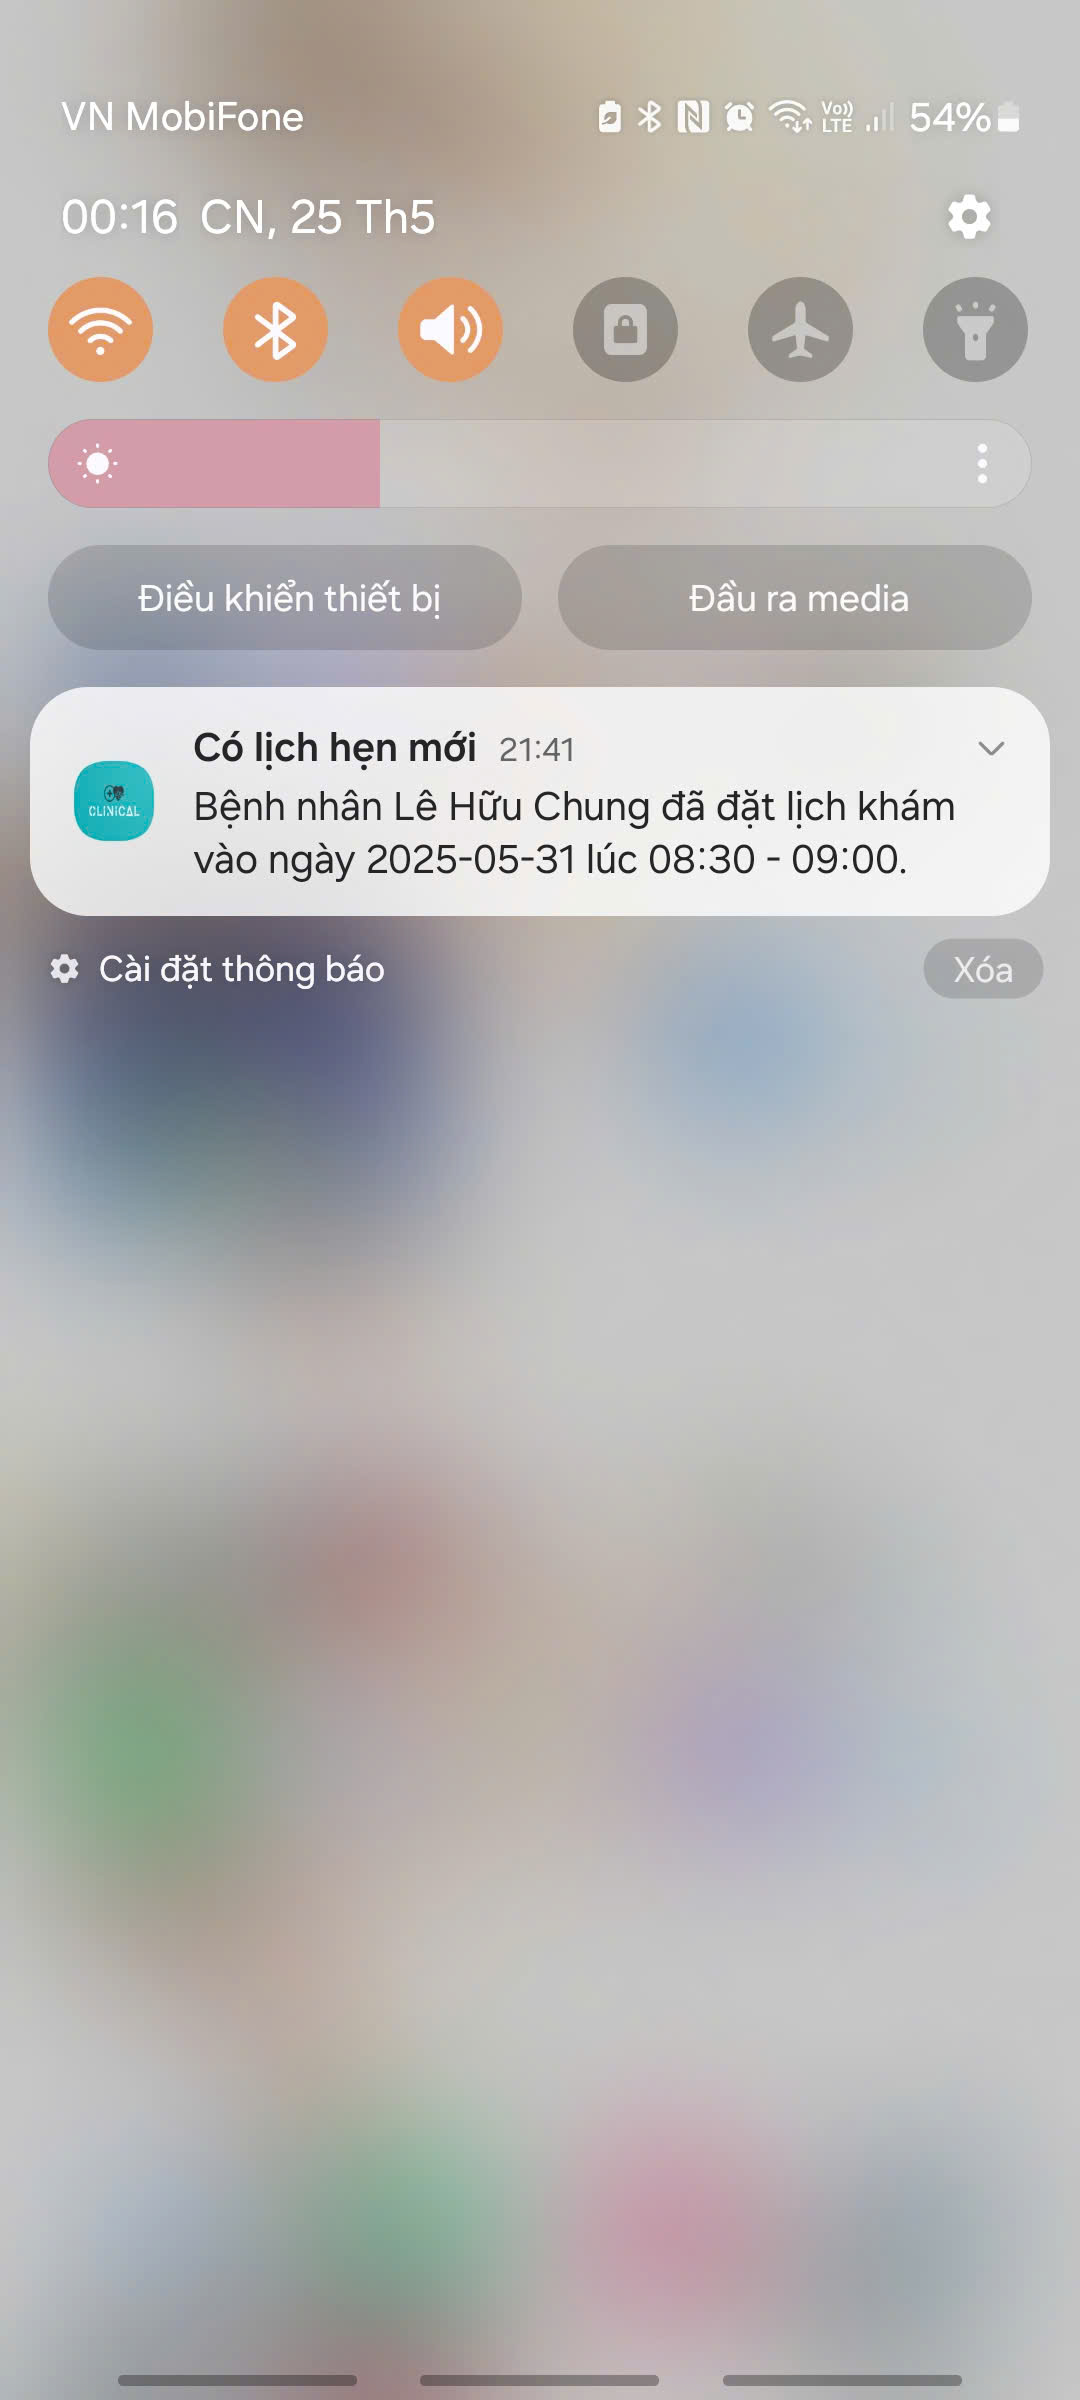 VN MobiFone
Vo)) LTE 54%
00:16 CN, 25 Th5
Điều khiển thiết bị
Đầu ra media
Có lịch hẹn mới 21:41
CLINICAL
Bệnh nhân Lê Hữu Chung đã đặt lịch khám
vào ngày 2025-05-31 lúc 08:30 - 09:00.
Cài đặt thông báo
Xóa